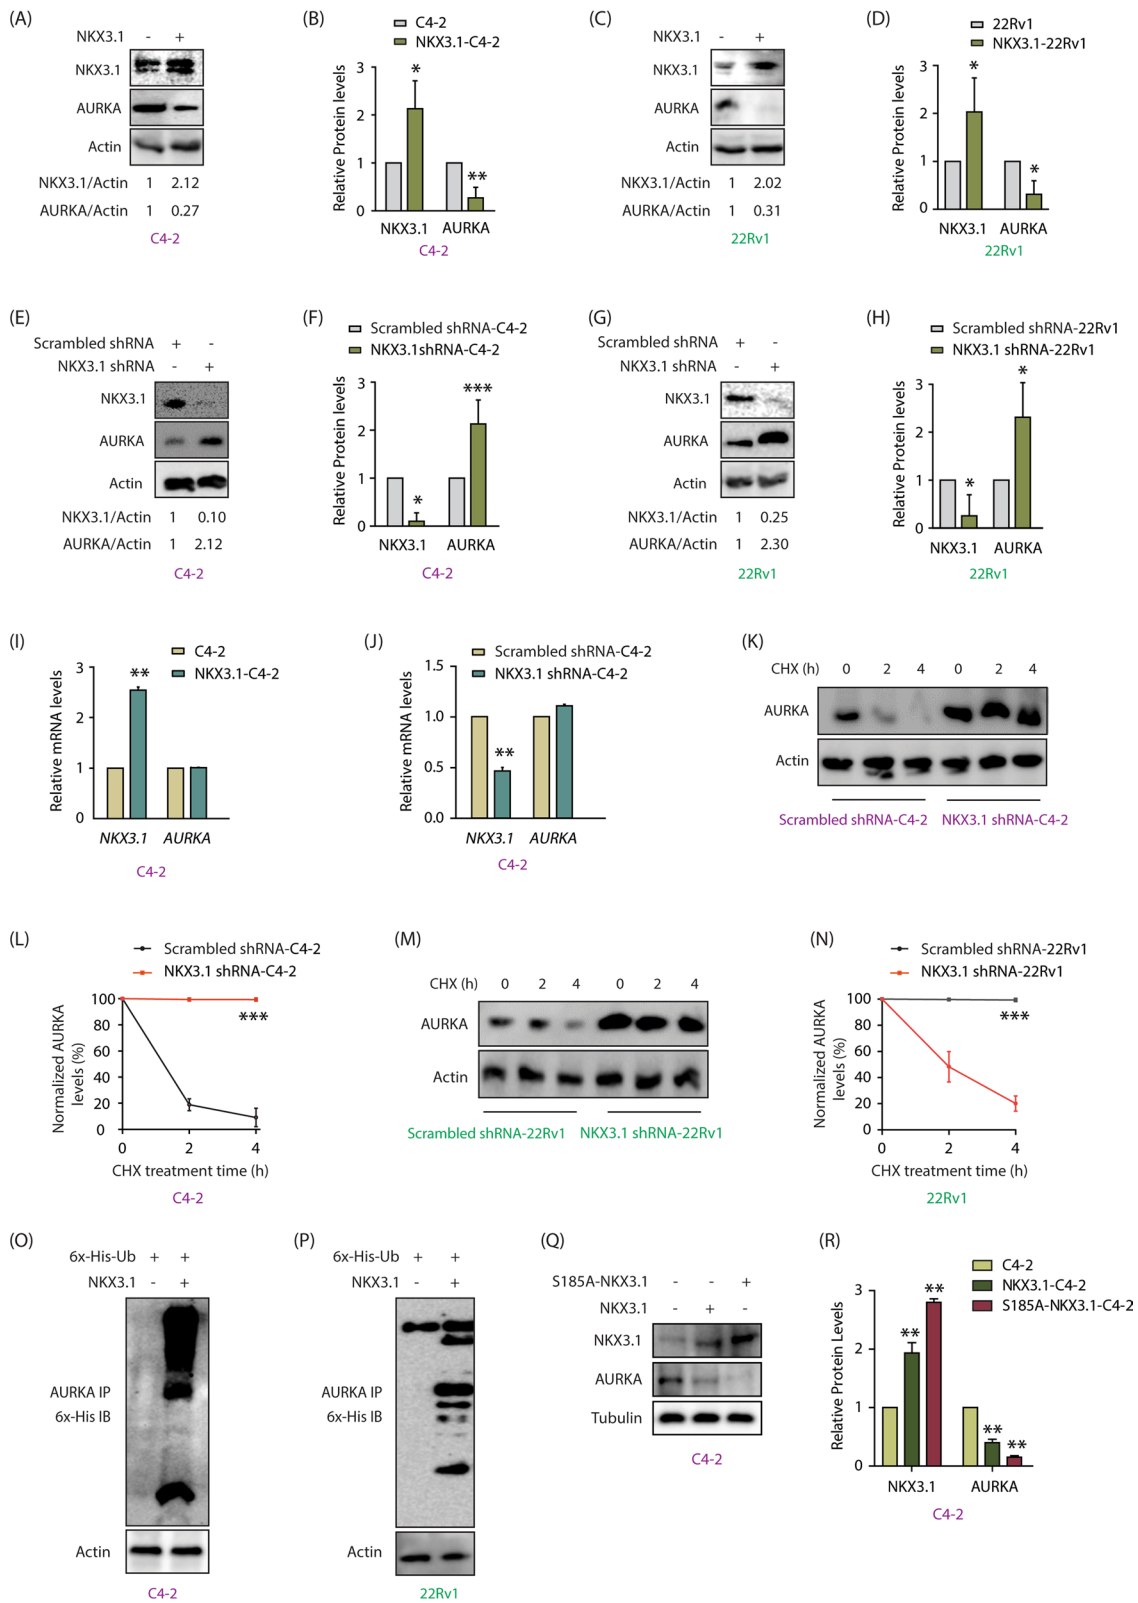 (A)
NKX3.1 - +
NKX3.1
AURKA
Actin
NKX3.1/Actin 1 2.12
AURKA/Actin 1 0.27
C4-2
(B)
C4-2
NKX3.1-C4-2
Relative Protein levels
3
2
1
0
* **
NKX3.1 AURKA
C4-2
(C)
NKX3.1 - +
NKX3.1
AURKA
Actin
NKX3.1/Actin 1 2.02
AURKA/Actin 1 0.31
22Rv1
(D)
22Rv1
NKX3.1-22Rv1
Relative Protein levels
3
2
1
0
* *
NKX3.1 AURKA
22Rv1
(E)
Scrambled shRNA + -
NKX3.1 shRNA - +
NKX3.1
AURKA
Actin
NKX3.1/Actin 1 0.10
AURKA/Actin 1 2.12
C4-2
(F)
Scrambled shRNA-C4-2
NKX3.1shRNA-C4-2
Relative Protein levels
3
2
1
0
* ***
NKX3.1 AURKA
C4-2
(G)
Scrambled shRNA + -
NKX3.1 shRNA - +
NKX3.1
AURKA
Actin
NKX3.1/Actin 1 0.25
AURKA/Actin 1 2.30
22Rv1
(H)
Scrambled shRNA-22Rv1
NKX3.1 shRNA-22Rv1
Relative Protein levels
3
2
1
0
* *
NKX3.1 AURKA
22Rv1
(I)
C4-2
NKX3.1-C4-2
Relative mRNA levels
3
2
1
0
**
NKX3.1 AURKA
C4-2
(J)
Scrambled shRNA-C4-2
NKX3.1 shRNA-C4-2
Relative mRNA levels
1.5
1.0
0.5
0.0
**
NKX3.1 AURKA
C4-2
(K)
CHX (h) 0 2 4 0 2 4
AURKA
Actin
Scrambled shRNA-C4-2 NKX3.1 shRNA-C4-2
(L)
Scrambled shRNA-C4-2
NKX3.1 shRNA-C4-2
Normalized AURKA
levels (%)
100
80
60
40
20
0
***
0 2 4
CHX treatment time (h)
C4-2
(M)
CHX (h) 0 2 4 0 2 4
AURKA
Actin
Scrambled shRNA-22Rv1 NKX3.1 shRNA-22Rv1
(N)
Scrambled shRNA-22Rv1
NKX3.1 shRNA-22Rv1
Normalized AURKA
levels (%)
100
80
60
40
20
0
***
0 2 4
CHX treatment time (h)
22Rv1
(O)
6x-His-Ub + +
NKX3.1 - +
AURKA IP
6x-His IB
Actin
C4-2
(P)
6x-His-Ub + +
NKX3.1 - +
AURKA IP
6x-His IB
Actin
22Rv1
(Q)
S185A-NKX3.1 - - +
NKX3.1 - + -
NKX3.1
AURKA
Tubulin
C4-2
(R)
C4-2
NKX3.1-C4-2
S185A-NKX3.1-C4-2
Relative Protein Levels
3
2
1
0
** ** ** **
NKX3.1 AURKA
C4-2